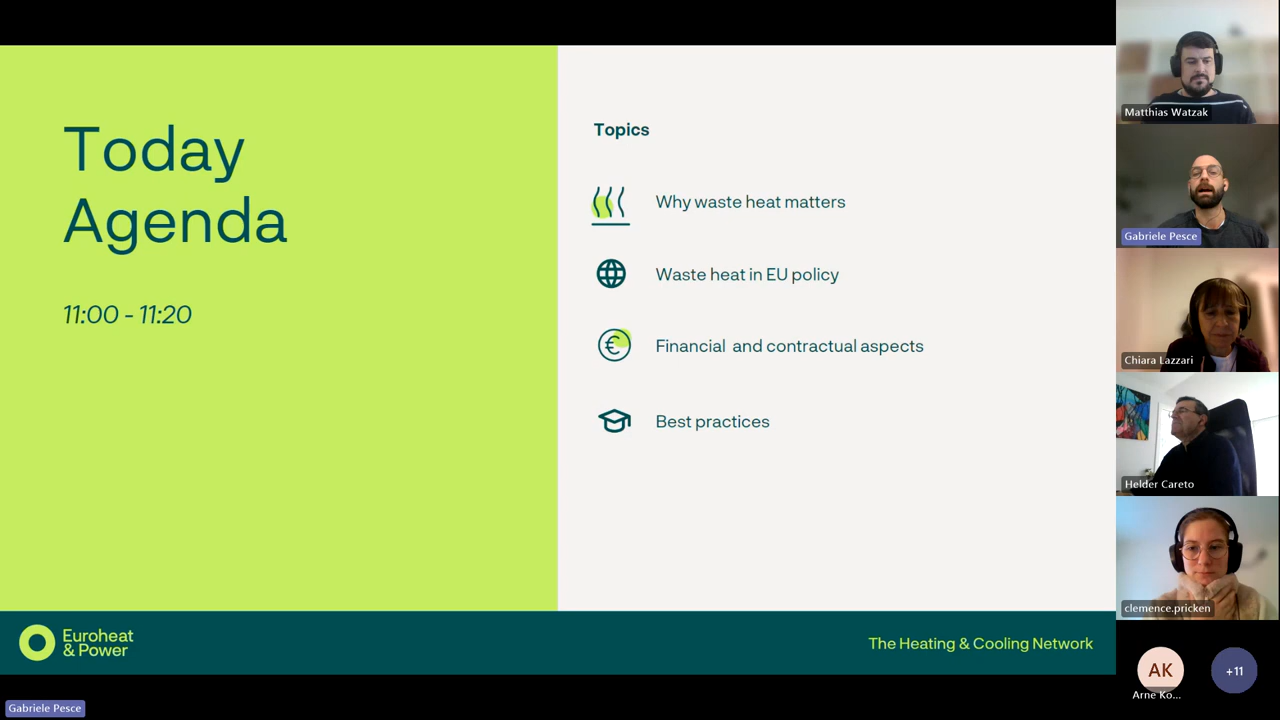 Today
Agenda
11:00 - 11:20
Topics
Why waste heat matters
Waste heat in EU policy
Financial and contractual aspects
Best practices
Euroheat
& Power
The Heating & Cooling Network
Gabriele Pesce
Matthias Watzak
Gabriele Pesce
Chiara Lazzari
Helder Careto
clemence.pricken
AK
Arne Ko...
+11